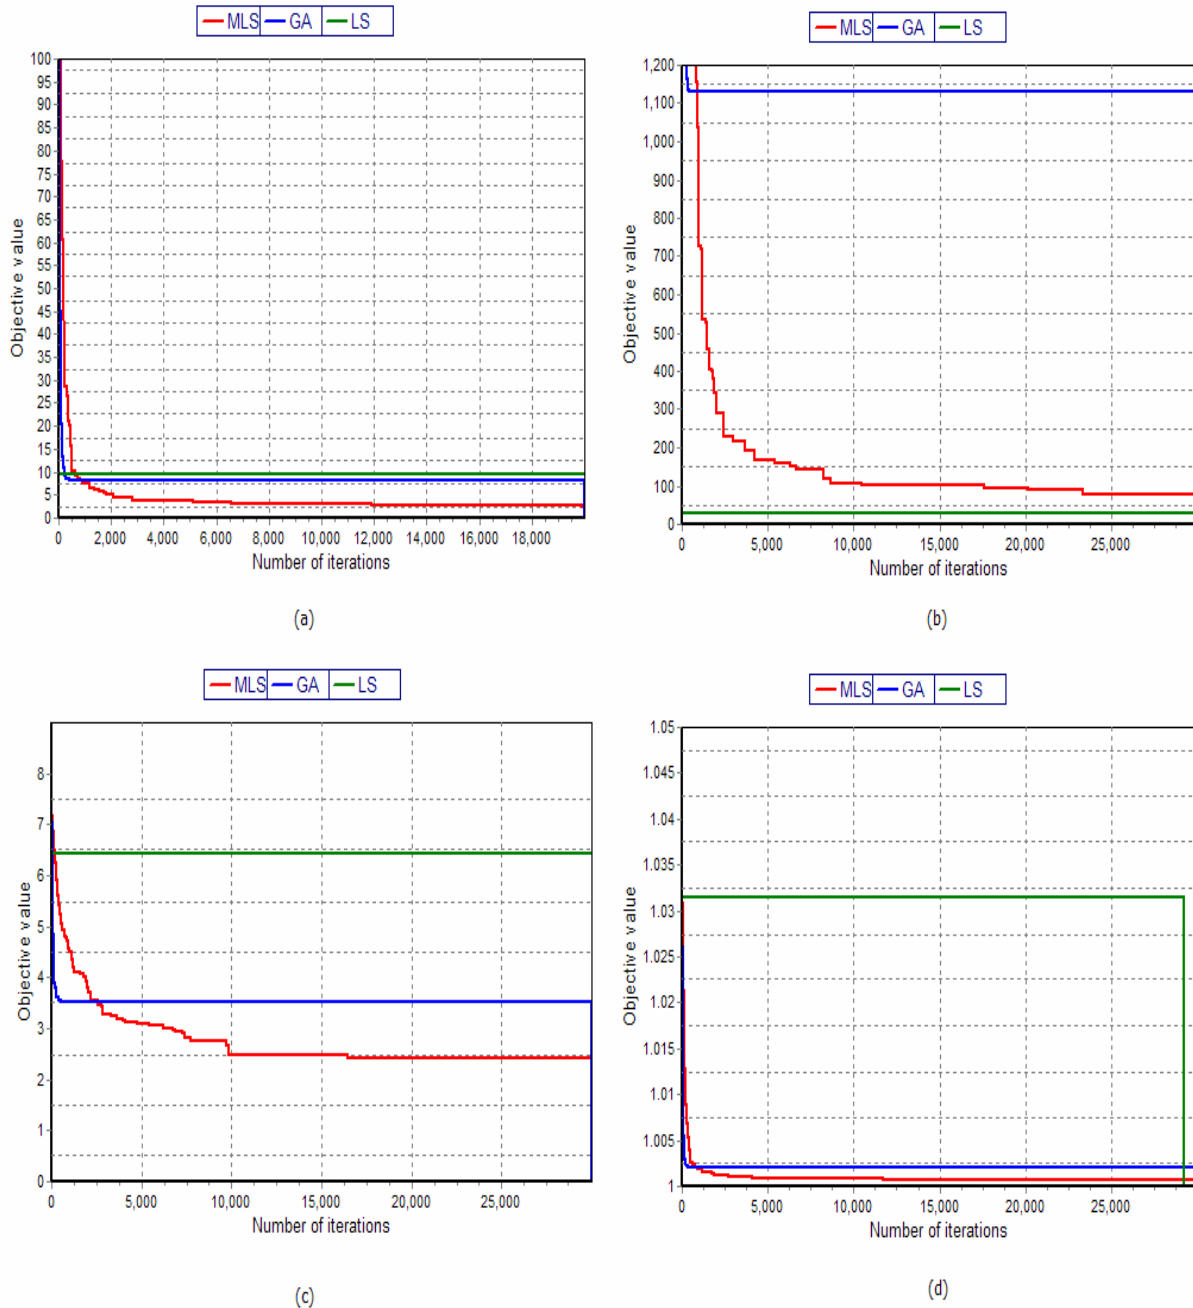 MLS GA LS
100
95
90
85
80
75
70
65
60
55
50
45
40
35
30
25
20
15
10
5
0
Objective value
0 2,000 4,000 6,000 8,000 10,000 12,000 14,000 16,000 18,000
Number of iterations
(a)
MLS GA LS
1,200
1,100
1,000
900
800
700
600
500
400
300
200
100
0
Objective value
0 5,000 10,000 15,000 20,000 25,000
Number of iterations
(b)
MLS GA LS
8
7
6
5
4
3
2
1
0
Objective value
0 5,000 10,000 15,000 20,000 25,000
Number of iterations
(c)
MLS GA LS
1.05
1.045
1.04
1.035
1.03
1.025
1.02
1.015
1.01
1.005
1
Objective value
0 5,000 10,000 15,000 20,000 25,000
Number of iterations
(d)